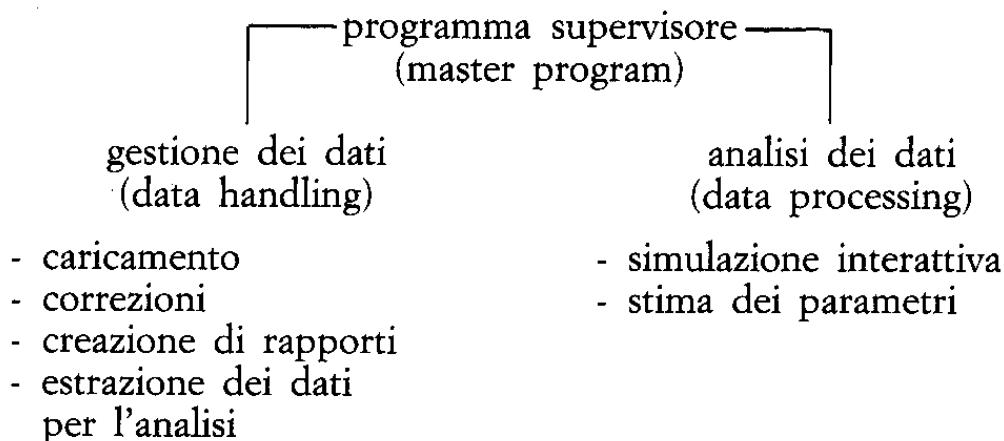 programma supervisore
(master program)
gestione dei dati
(data handling)
- caricamento
- correzioni
- creazione di rapporti
- estrazione dei dati
per l'analisi
analisi dei dati
(data processing)
- simulazione interattiva
- stima dei parametri